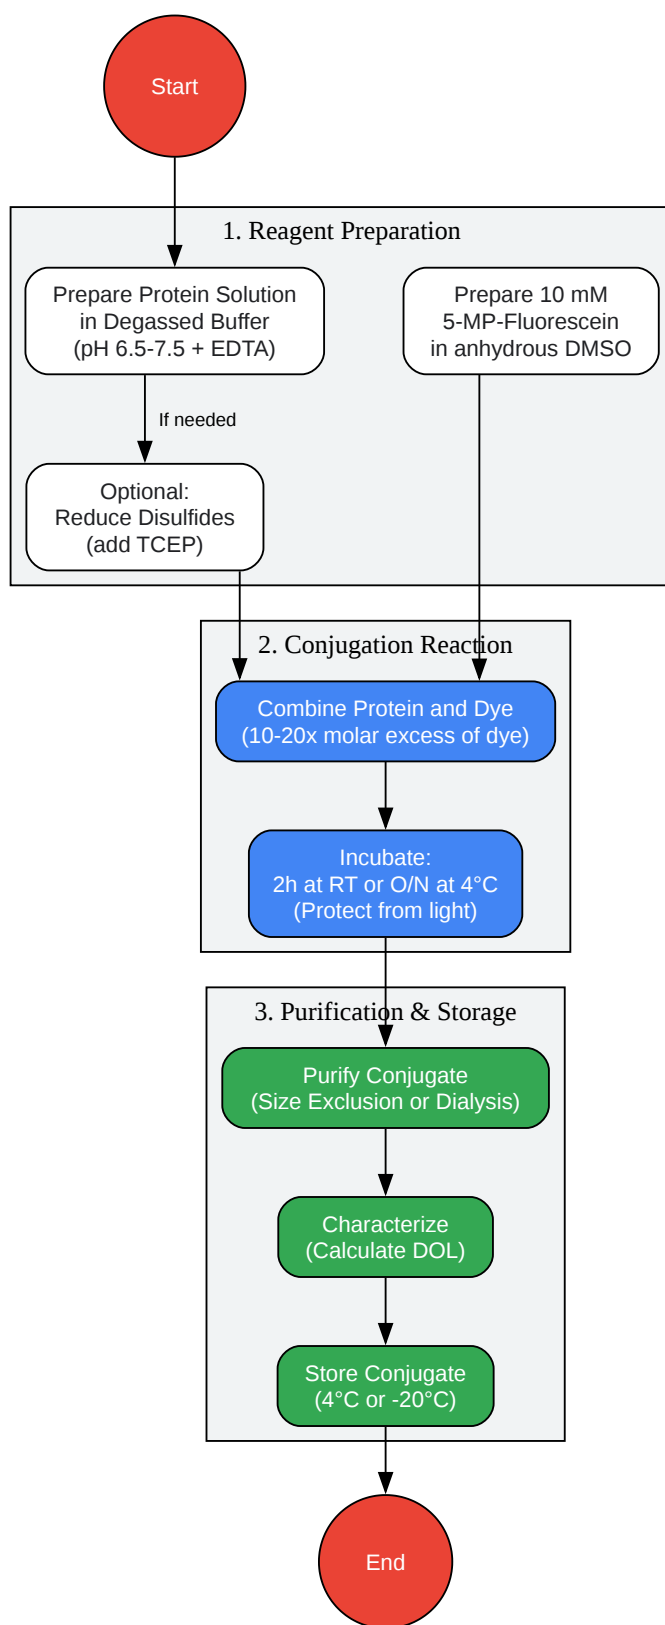 Start
1. Reagent Preparation
Prepare Protein Solution
in Degassed Buffer
(pH 6.5-7.5 + EDTA)
Prepare 10 mM
5-MP-Fluorescein
in anhydrous DMSO
If needed
Optional:
Reduce Disulfides
(add TCEP)
2. Conjugation Reaction
Combine Protein and Dye
(10-20x molar excess of dye)
Incubate:
2h at RT or O/N at 4°C
(Protect from light)
3. Purification & Storage
Purify Conjugate
(Size Exclusion or Dialysis)
Characterize
(Calculate DOL)
Store Conjugate
(4°C or -20°C)
End